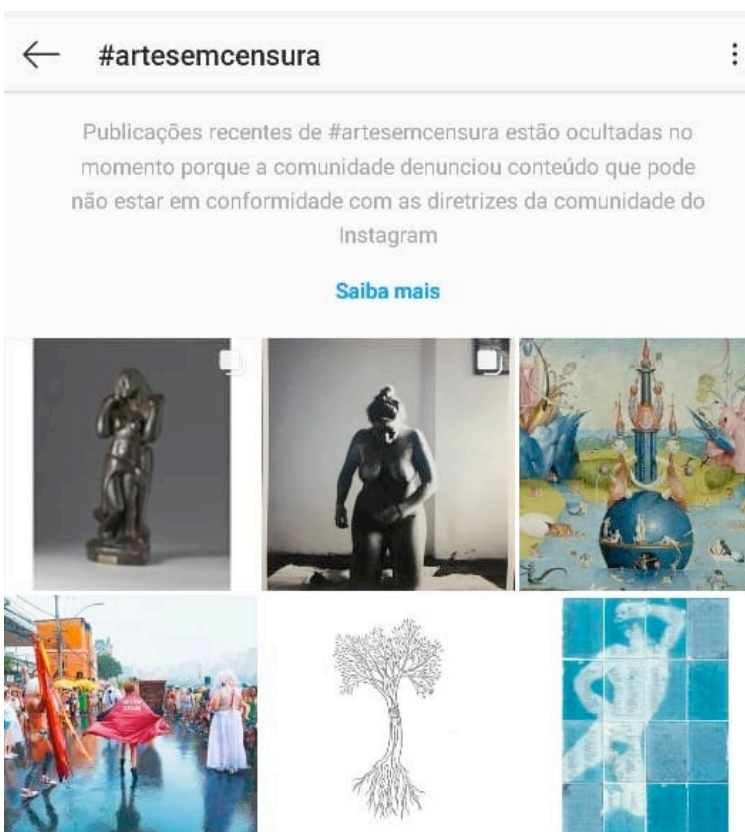 #artesemcensura
Publicações recentes de #artesemcensura estão ocultadas no
momento porque a comunidade denunciou conteúdo que pode
não estar em conformidade com as diretrizes da comunidade do
Instagram
Saiba mais